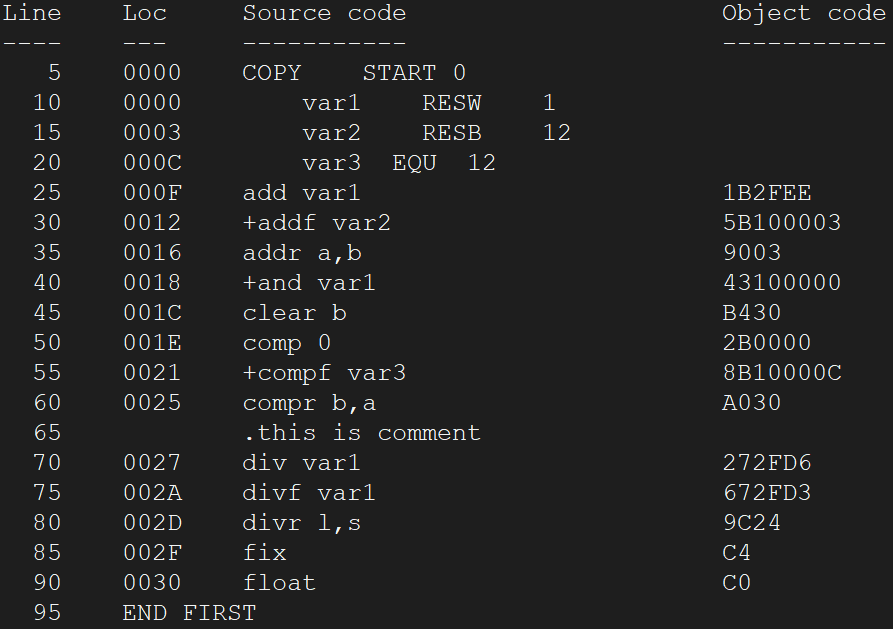 Line    Loc     Source code                     Object code
----    ---     -----------                     -----------
   5    0000    COPY    START 0
  10    0000        var1    RESW    1
  15    0003        var2    RESB    12
  20    000C        var3  EQU  12
  25    000F    add var1                        1B2FEE
  30    0012    +addf var2                      5B100003
  35    0016    addr a,b                        9003
  40    0018    +and var1                       43100000
  45    001C    clear b                         B430
  50    001E    comp 0                          2B0000
  55    0021    +compf var3                     8B10000C
  60    0025    compr b,a                       A030
  65            .this is comment
  70    0027    div var1                        272FD6
  75    002A    divf var1                       672FD3
  80    002D    divr l,s                        9C24
  85    002F    fix                             C4
  90    0030    float                           C0
  95    END FIRST